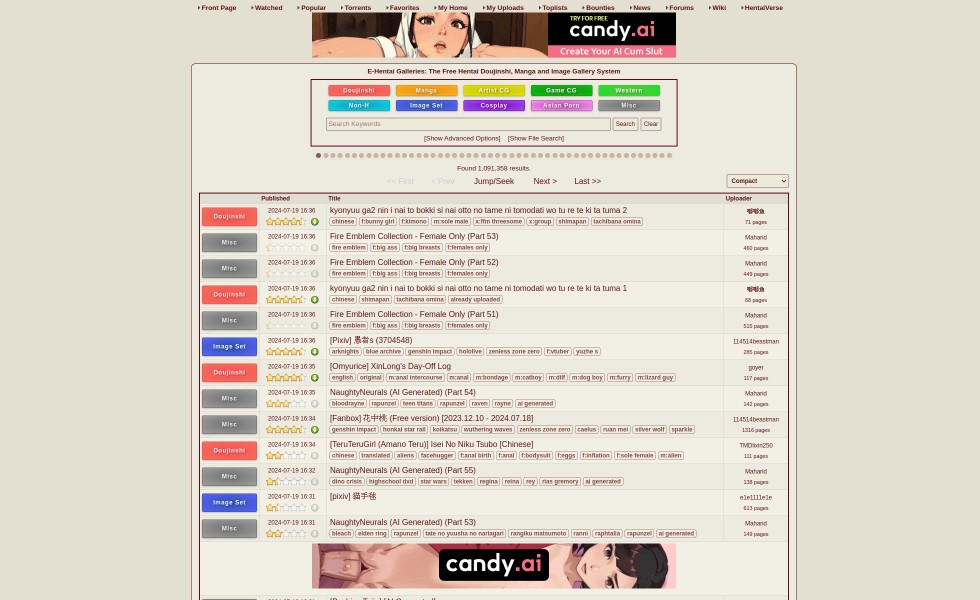 Front Page Watched Popular Torrents Favorites My Home My Uploads Toplists Bounties News Forums Wiki HentaiVerse
TRY FOR FREE
candy.ai
Create Your AI Cum Slut
E-Hentai Galleries: The Free Hentai Doujinshi, Manga and Image Gallery System
Doujinshi Manga Artist CG Game CG Western
Non-H Image Set Cosplay Asian Porn Misc
Search Keywords Search Clear
[Show Advanced Options] [Show File Search]
Found 1,091,358 results.
<< First < Prev Jump/Seek Next > Last >> Compact
Published Title Uploader
Doujinshi 2024-07-19 16:36 kyonyuu ga2 nin i nai to bokki si nai otto no tame ni tomodati wo tu re te ki ta tuma 2
chinese f:bunny girl f:kimono m:sole male x:ffm threesome x:group shimapan tachibana omina 71 pages
Misc 2024-07-19 16:36 Fire Emblem Collection - Female Only (Part 53) Maharid
fire emblem f:big ass f:big breasts f:females only 460 pages
Misc 2024-07-19 16:36 Fire Emblem Collection - Female Only (Part 52) Maharid
fire emblem f:big ass f:big breasts f:females only 449 pages
Doujinshi 2024-07-19 16:36 kyonyuu ga2 nin i nai to bokki si nai otto no tame ni tomodati wo tu re te ki ta tuma 1
chinese shimapan tachibana omina already uploaded 68 pages
Misc 2024-07-19 16:36 Fire Emblem Collection - Female Only (Part 51) Maharid
fire emblem f:big ass f:big breasts f:females only 515 pages
Image Set 2024-07-19 16:36 [Pixiv] 愚者s (3704548) 114514beastman
arknights blue archive genshin impact hololive zenless zone zero f:vtuber yuzhe s 285 pages
Doujinshi 2024-07-19 16:35 [Omyurice] XinLong's Day-Off Log goyer
english original m:anal intercourse m:anal m:bondage m:catboy m:dilf m:dog boy m:furry m:lizard guy 117 pages
Misc 2024-07-19 16:35 NaughtyNeurals (AI Generated) (Part 54) Maharid
bloodrayne rapunzel teen titans rapunzel raven rayne ai generated 142 pages
Misc 2024-07-19 16:34 [Fanbox] 花中桃 (Free version) [2023.12.10 - 2024.07.18] 114514beastman
genshin impact honkai star rail koikatsu wuthering waves zenless zone zero caelus ruan mei silver wolf sparkle 1316 pages
Doujinshi 2024-07-19 16:34 [TeruTeruGirl (Amano Teru)] Isei No Niku Tsubo [Chinese] TMDlixin250
chinese translated aliens facehugger f:anal birth f:anal f:bodysuit f:eggs f:inflation f:sole female m:alien 111 pages
Misc 2024-07-19 16:32 NaughtyNeurals (AI Generated) (Part 55) Maharid
dino crisis highschool dxd star wars tekken regina reina rey rias gremory ai generated 138 pages
Image Set 2024-07-19 16:31 [pixiv] 猫手毬 e1e1111e1e
613 pages
Misc 2024-07-19 16:31 NaughtyNeurals (AI Generated) (Part 53) Maharid
bleach elden ring rapunzel tate no yuusha no nariagari rangiku matsumoto ranni raphtalia rapunzel ai generated 149 pages
candy.ai